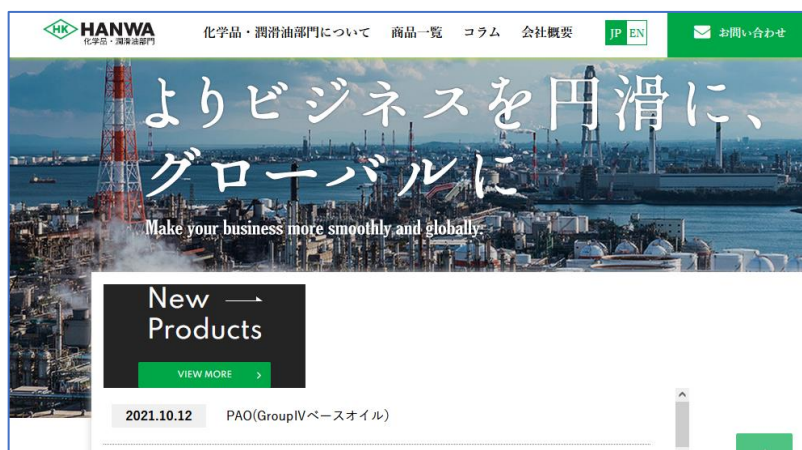 HK HANWA
化学品・潤滑油部門
化学品・潤滑油部門について 商品一覧 コラム 会社概要 JP EN お問い合わせ
よりビジネスを円滑に、
グローバルに
Make your business more smoothly and globally.
New
Products
VIEW MORE
2021.10.12 PAO(GroupIVベースオイル)